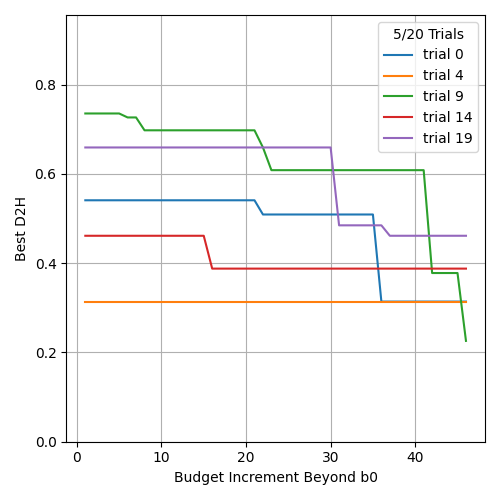 5/20 Trials
trial 0
trial 4
trial 9
trial 14
trial 19
Best D2H
0.8
0.6
0.4
0.2
0.0
0 10 20 30 40
Budget Increment Beyond b0